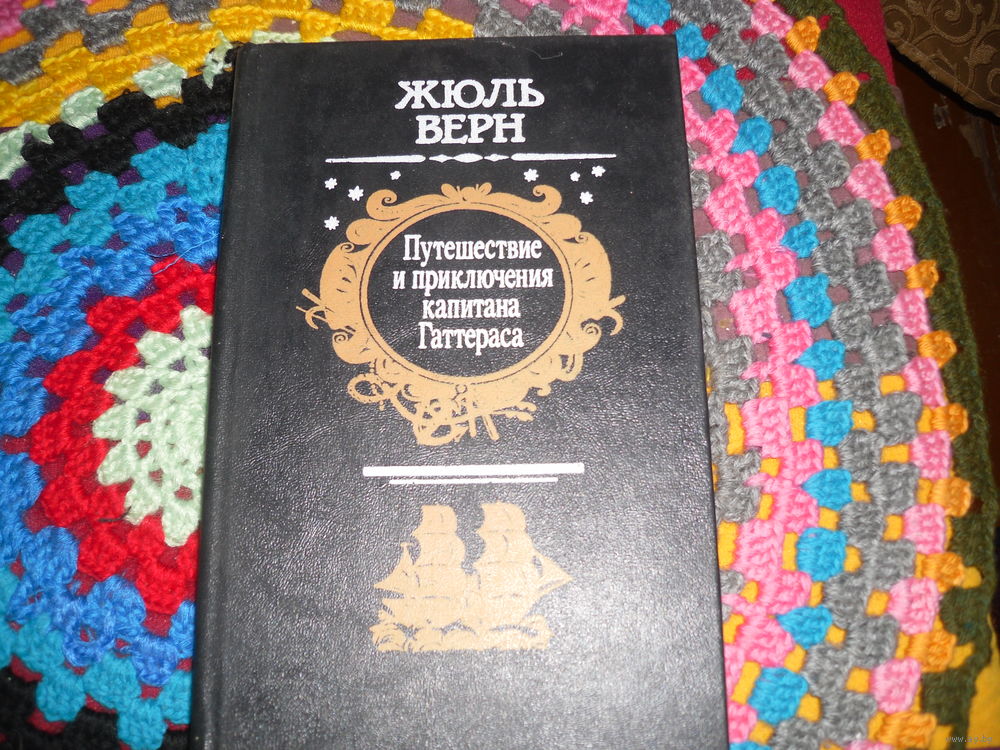 ЖЮЛЬ
ВЕРН
Путешествие
и приключения
капитана
Гаттераса